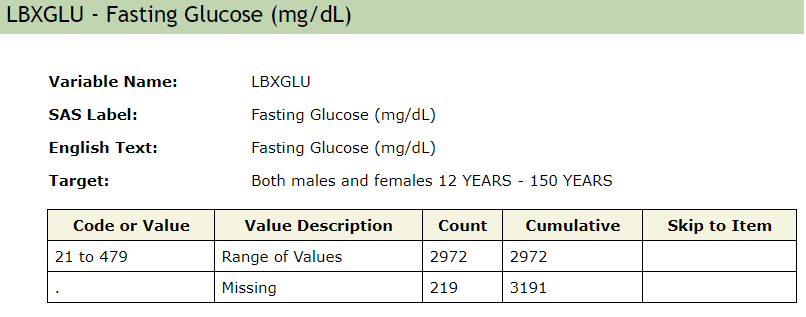 LBXGLU - Fasting Glucose (mg/dL)
Variable Name: LBXGLU
SAS Label: Fasting Glucose (mg/dL)
English Text: Fasting Glucose (mg/dL)
Target: Both males and females 12 YEARS - 150 YEARS
Code or Value Value Description Count Cumulative Skip to Item
21 to 479 Range of Values 2972 2972
. Missing 219 3191